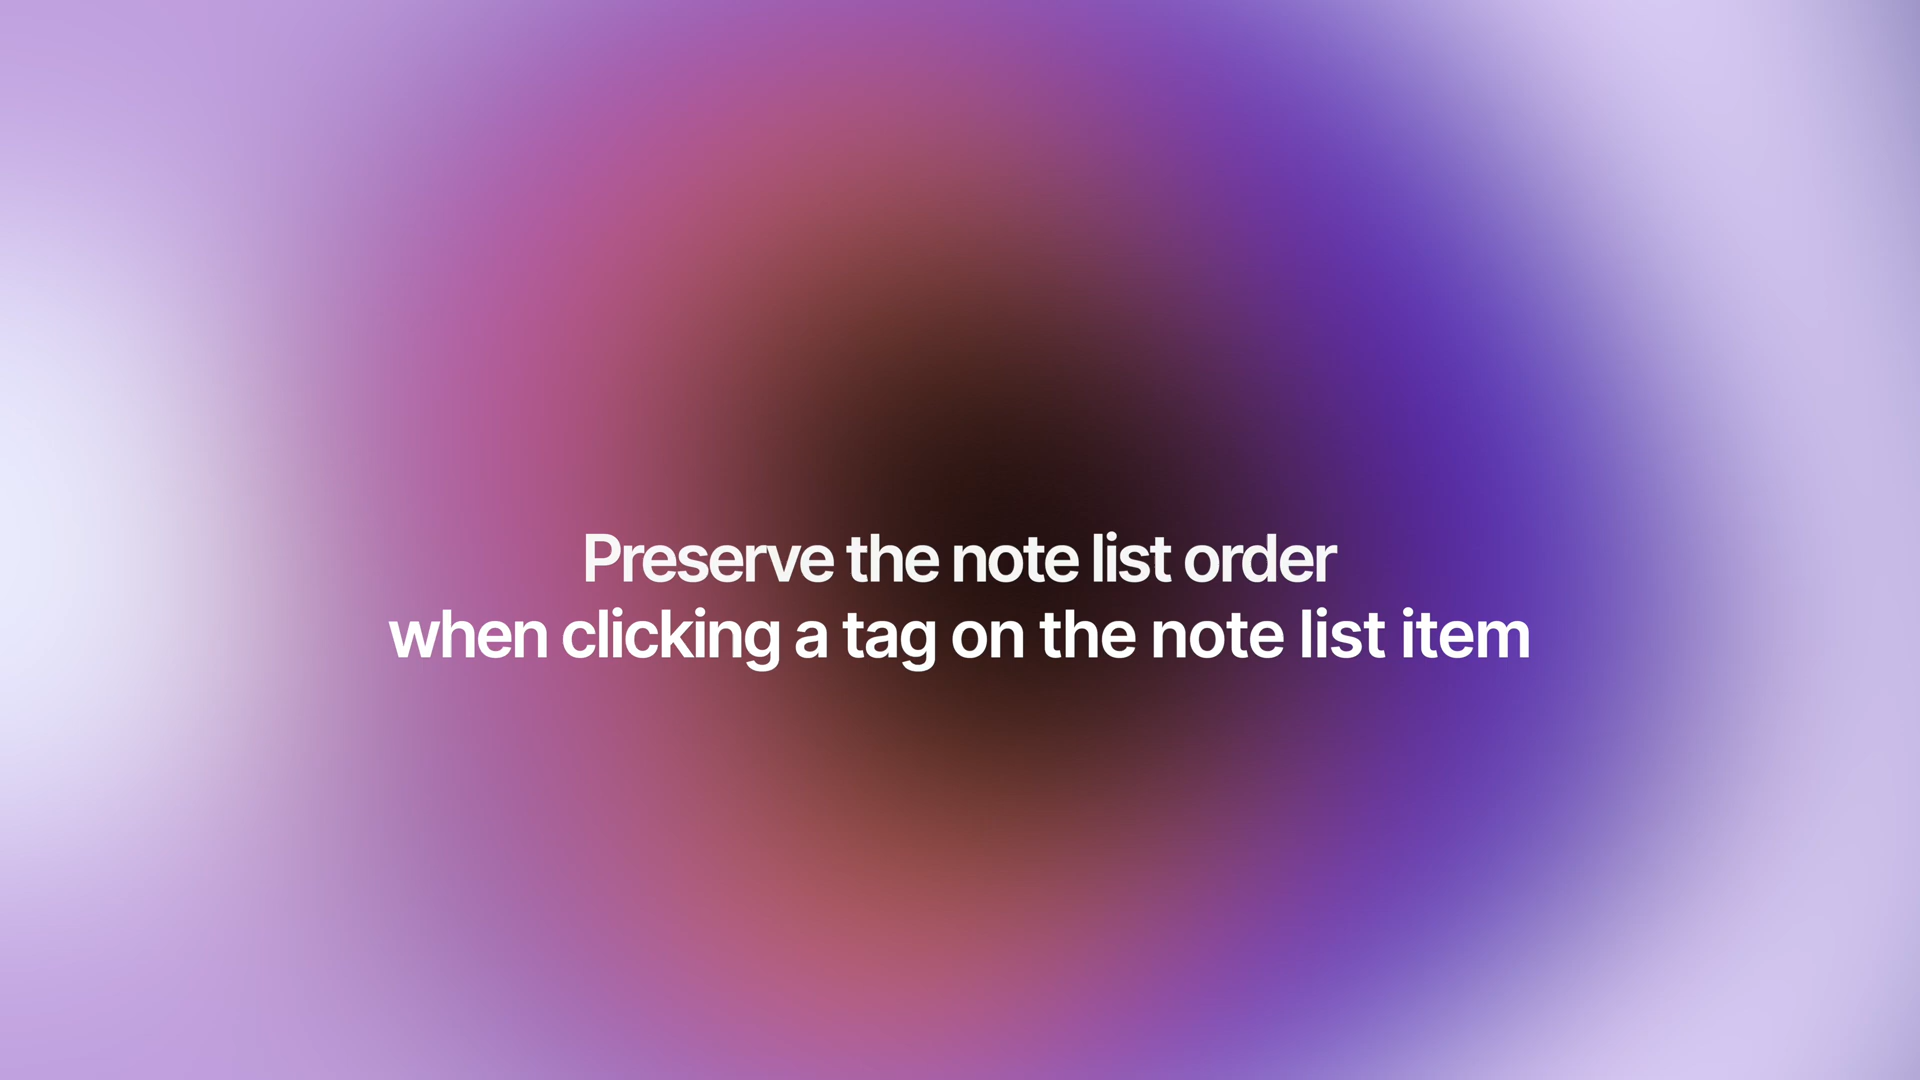 Preserve the note list order
when clicking a tag on the note list item